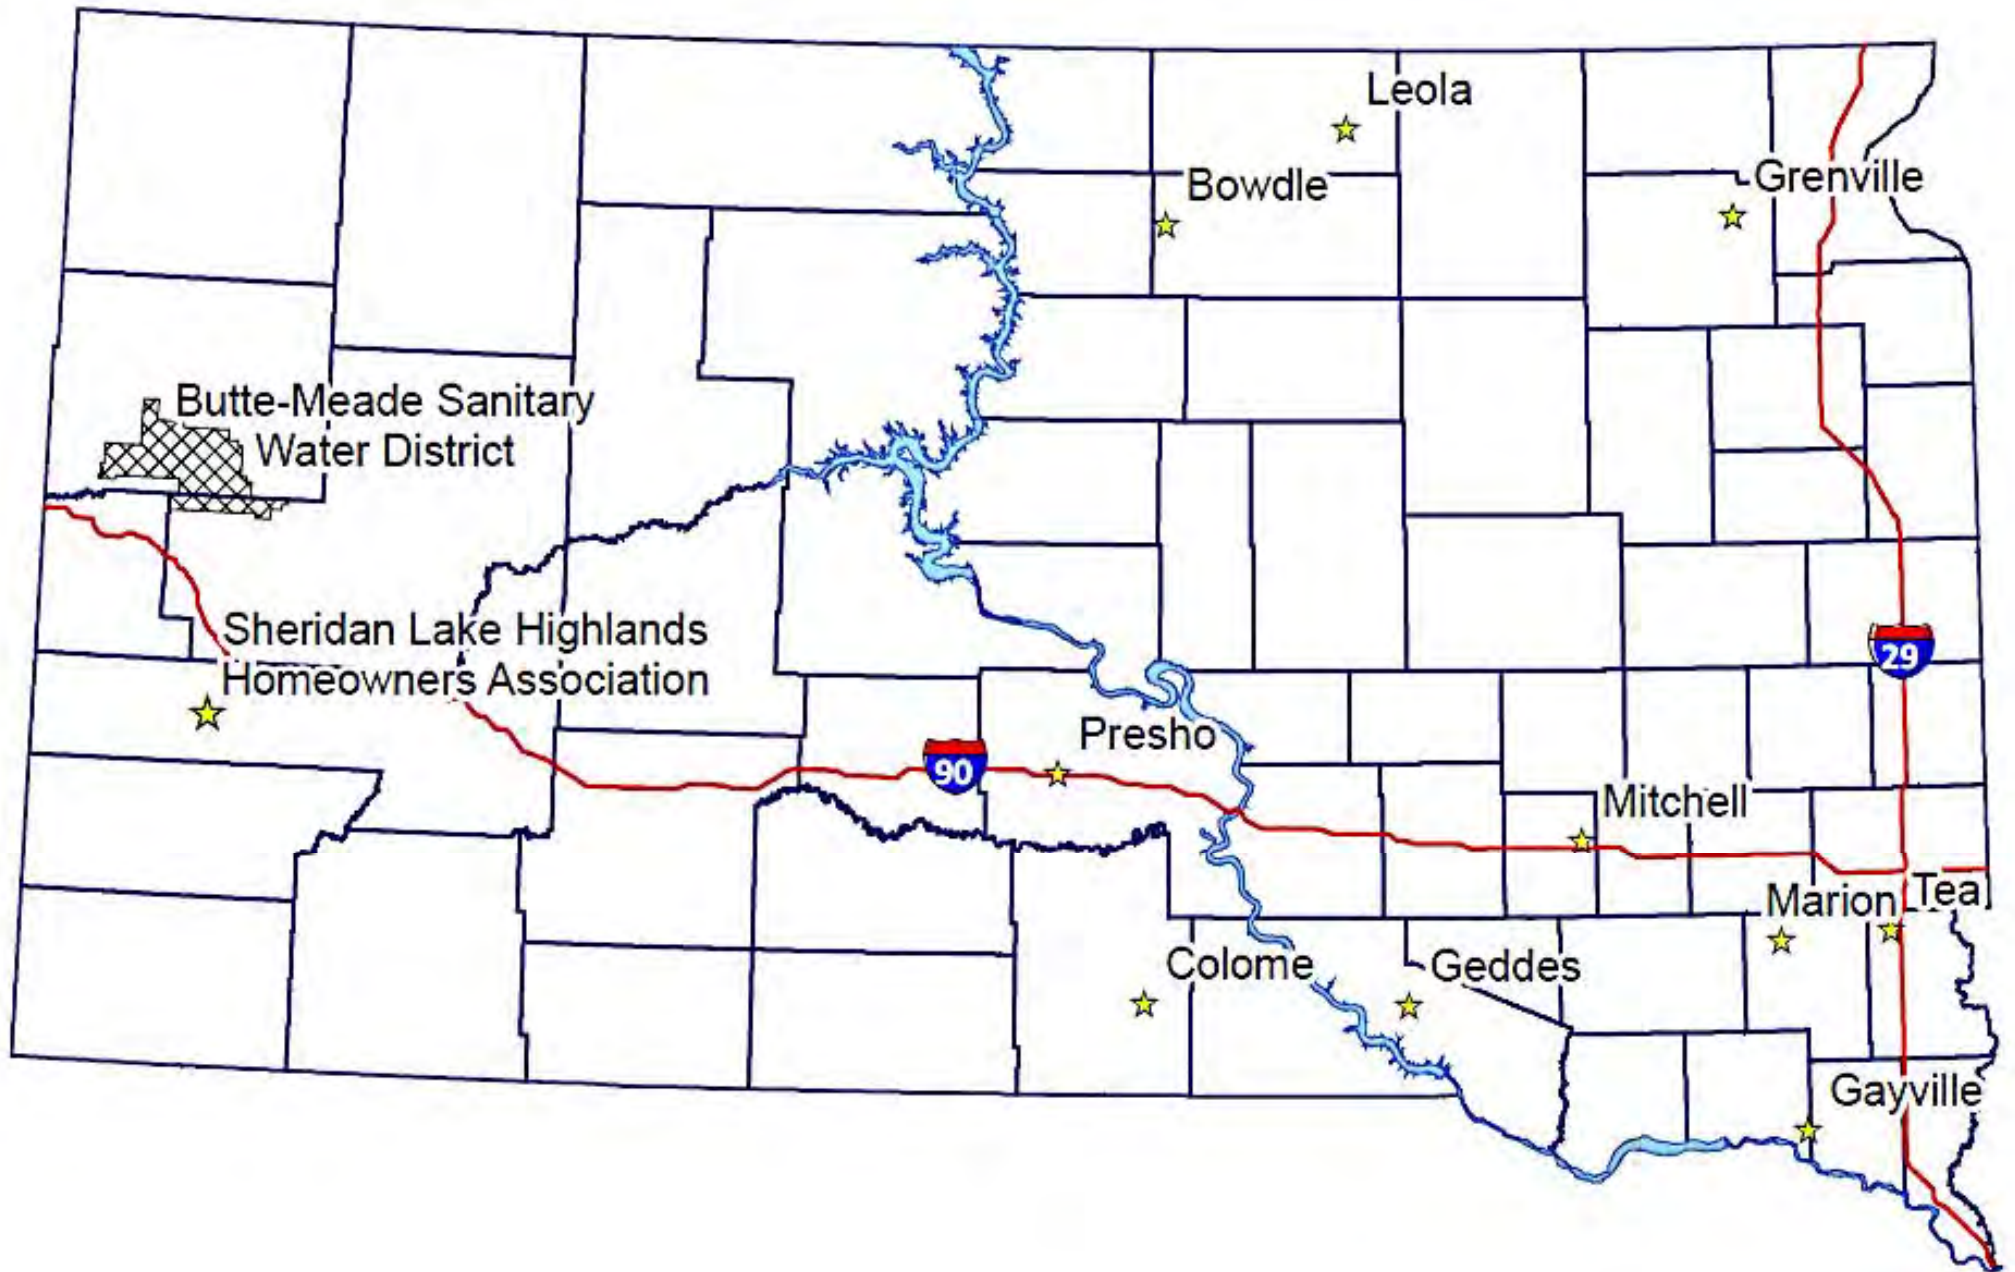 Leola
Bowdle
Grenville
Butte-Meade Sanitary
Water District
Sheridan Lake Highlands
Homeowners Association
29
Presho
90
Mitchell
Marion
Tea
Colome
Geddes
Gayville